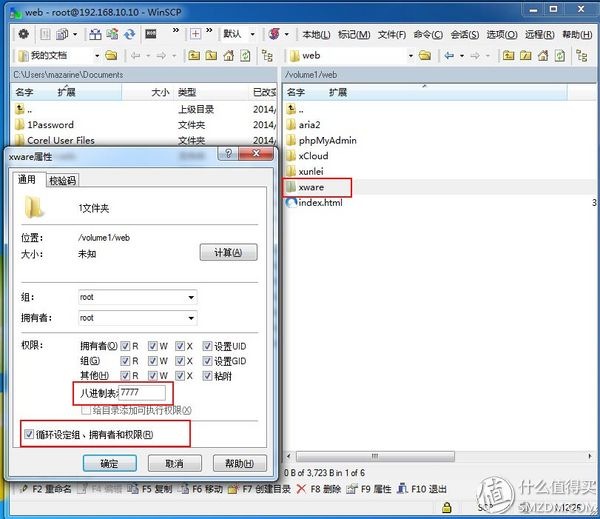 web - root@192.168.10.10 - WinSCP
默认
本地(L) 标记(M) 文件(F) 命令(C) 会话(S) 选项(O) 远程(R) 帮助(H)
我的文档
web
C:\Users\mazarine\Documents
/volume1/web
名字 扩展 大小 类型 已改变
名字 扩展
.. 上级目录 2014/
1Password 文件夹 2014/
Corel User Files 文件夹 2014/
..
aria2
phpMyAdmin
xCloud
xunlei
xware
index.html 3
xware属性
通用 校验码
1文件夹
位置: /volume1/web
大小: 未知
计算(A)
组: root
拥有者: root
权限: 拥有者(O) R W X 设置UID
组(G) R W X 设置GID
其他(H) R W X 粘附
八进制表: 7777
给目录添加可执行权限(X)
循环设定组、拥有者和权限(R)
确定 取消 帮助(H)
0 B of 3,723 B in 1 of 6
F2 重命名 F4 编辑 F5 复制 F6 移动 F7 创建目录 F8 删除 F9 属性 F10 退出
值 什么值得买